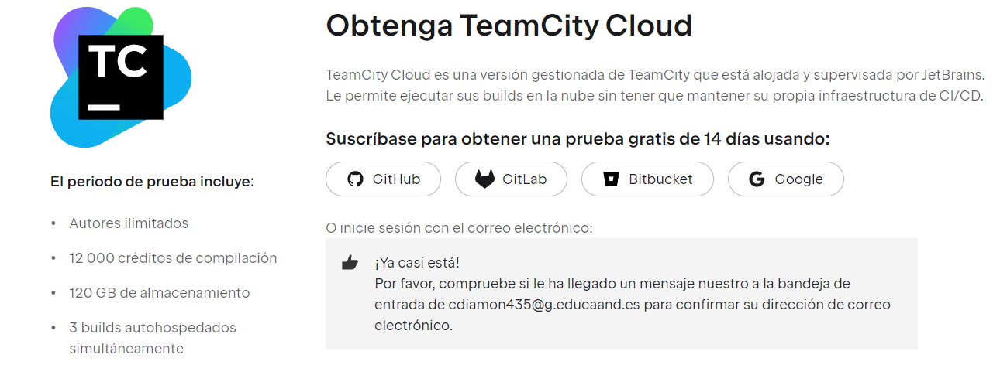 TC
Obtenga TeamCity Cloud
TeamCity Cloud es una versión gestionada de TeamCity que está alojada y supervisada por JetBrains.
Le permite ejecutar sus builds en la nube sin tener que mantener su propia infraestructura de CI/CD.
Suscríbase para obtener una prueba gratis de 14 días usando:
GitHub
GitLab
Bitbucket
Google
El periodo de prueba incluye:
• Autores ilimitados
• 12 000 créditos de compilación
• 120 GB de almacenamiento
• 3 builds autohospedados
simultáneamente
O inicie sesión con el correo electrónico:
¡Ya casi está!
Por favor, compruebe si le ha llegado un mensaje nuestro a la bandeja de
entrada de cdiamon435@g.educaand.es para confirmar su dirección de correo
electrónico.